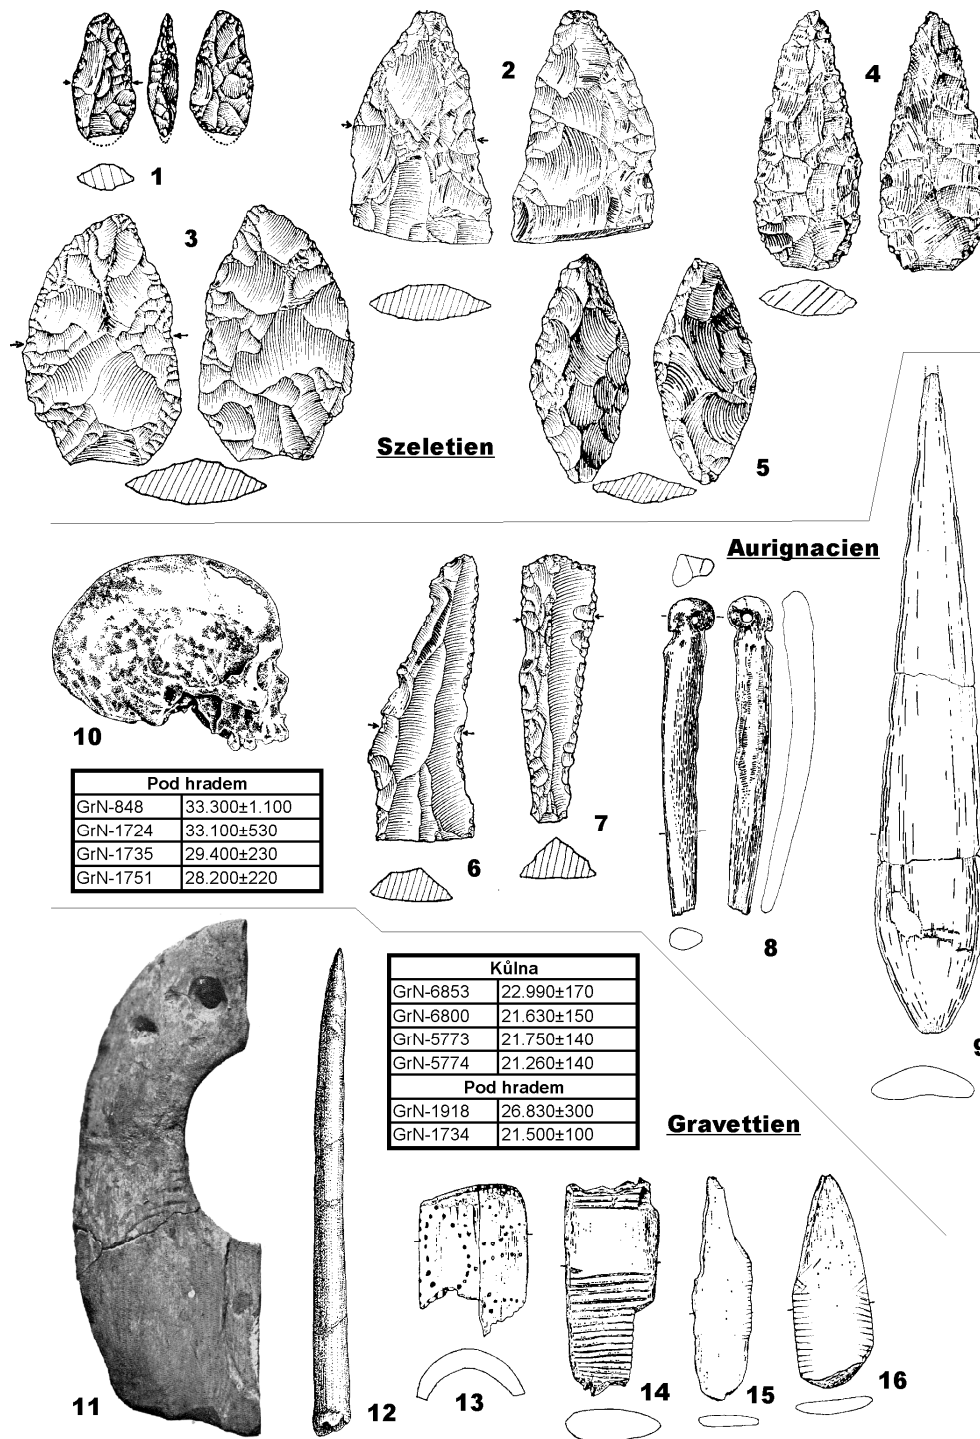 1
2
4
3
Szeletien
5
Aurignacien
10
Pod hradem
GrN-848 33.300±1.100
GrN-1724 33.100±530
GrN-1735 29.400±230
GrN-1751 28.200±220
6
7
8
9
Kůlna
GrN-6853 22.990±170
GrN-6800 21.630±150
GrN-5773 21.750±140
GrN-5774 21.260±140
Pod hradem
GrN-1918 26.830±300
GrN-1734 21.500±100
Gravettien
11
12
13
14
15
16